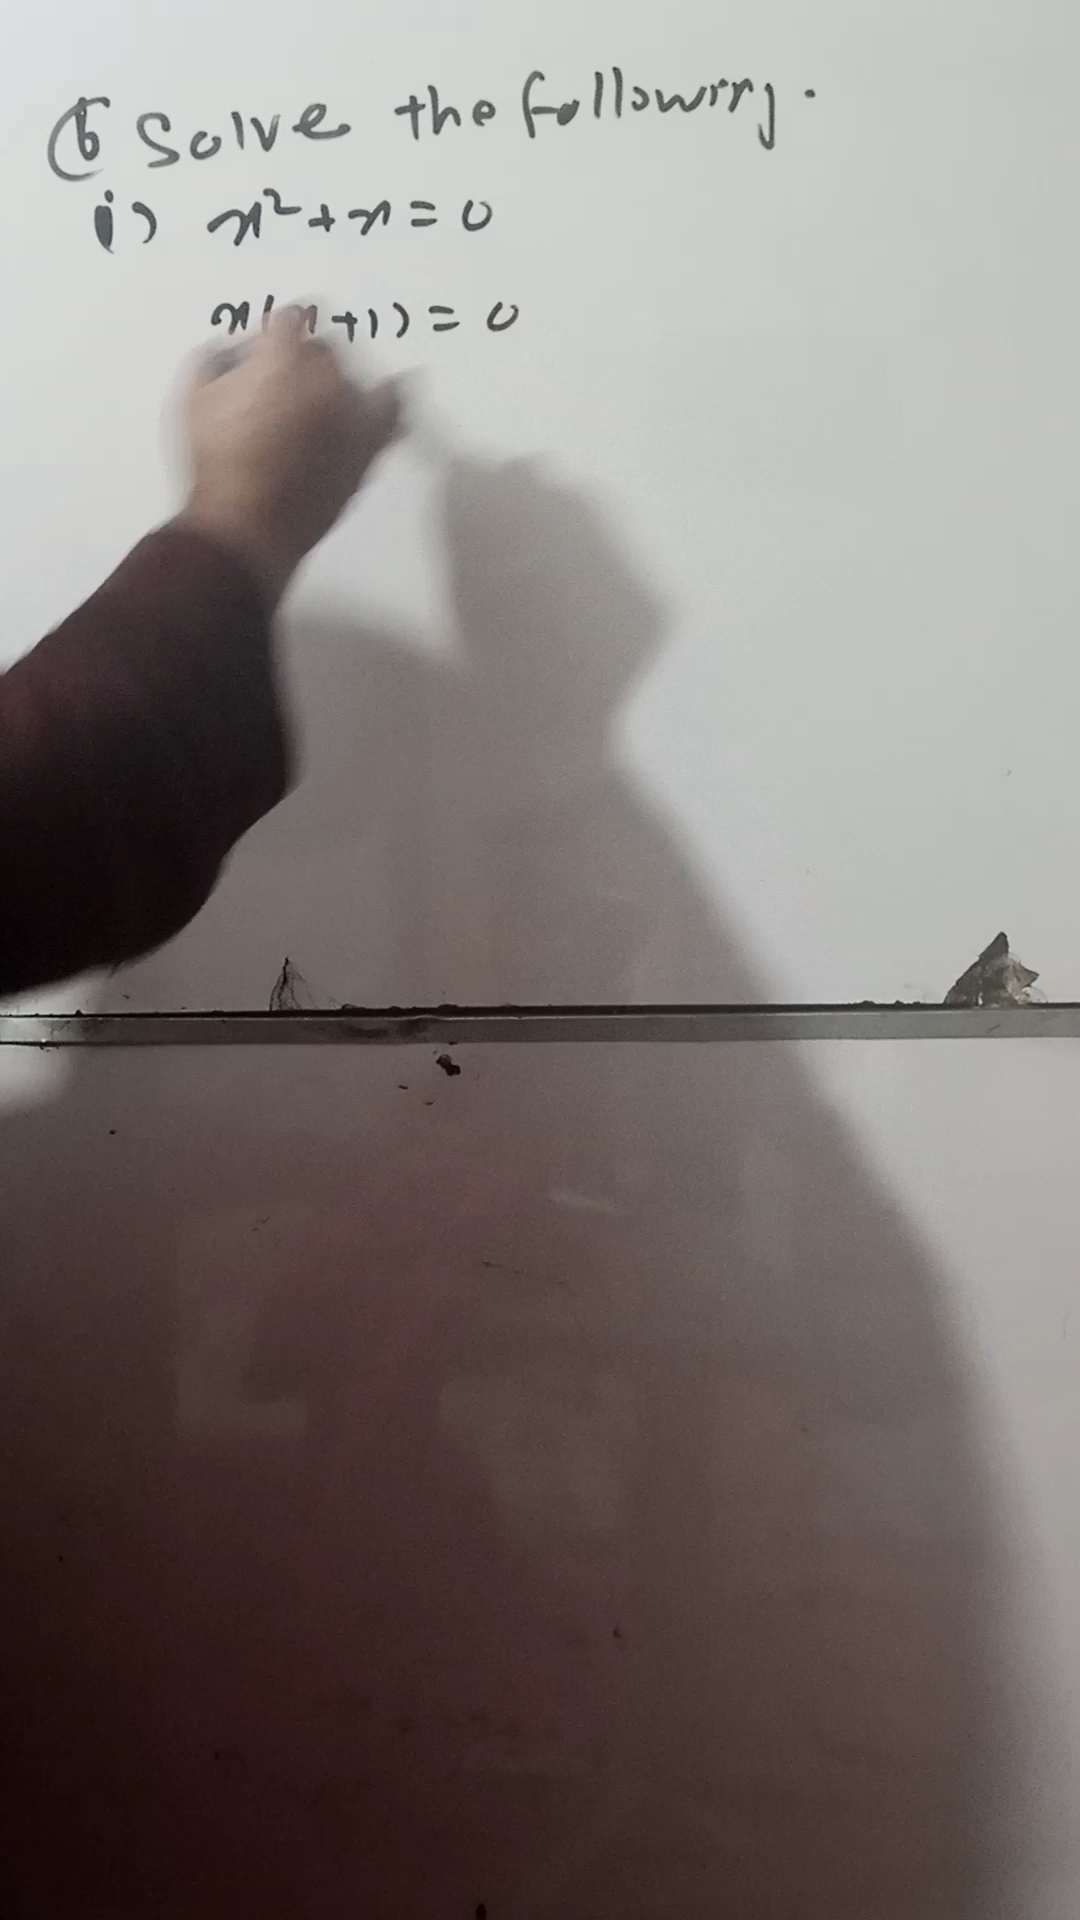 6 Solve the following.
i) x²+x=0
x(x+1)=0